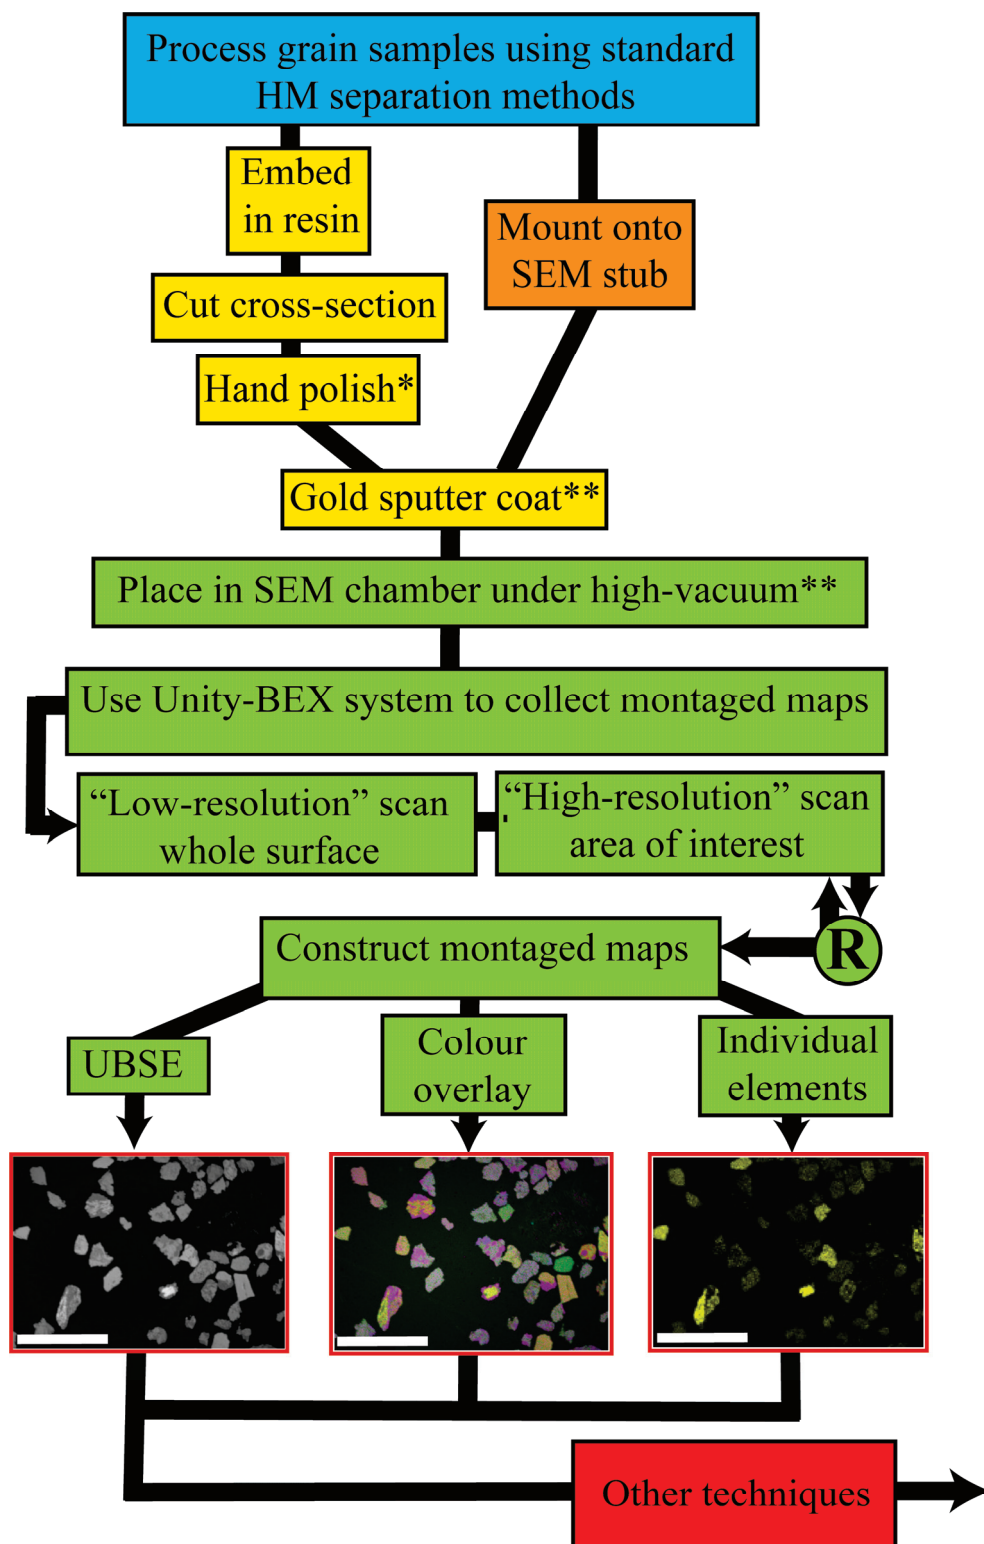 Process grain samples using standard
HM separation methods
Embed
in resin
Mount onto
SEM stub
Cut cross-section
Hand polish*
Gold sputter coat**
Place in SEM chamber under high-vacuum**
Use Unity-BEX system to collect montaged maps
“Low-resolution” scan
whole surface
“High-resolution” scan
area of interest
R
Construct montaged maps
UBSE
Colour
overlay
Individual
elements
Other techniques